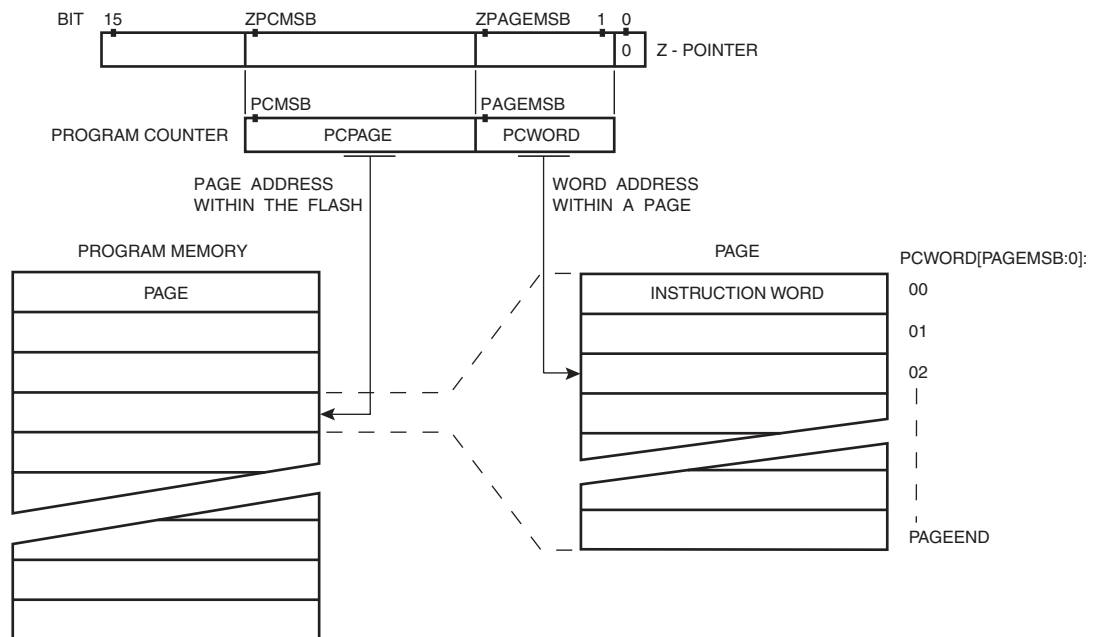 BIT 15 ZPCMSB ZPAGEMSB 1 0
0 Z - POINTER
PCMSB PAGEMSB
PROGRAM COUNTER PCPAGE PCWORD
PAGE ADDRESS
WITHIN THE FLASH
WORD ADDRESS
WITHIN A PAGE
PROGRAM MEMORY
PAGE
PAGE
PCWORD[PAGEMSB:0]:
INSTRUCTION WORD
00
01
02
PAGEEND